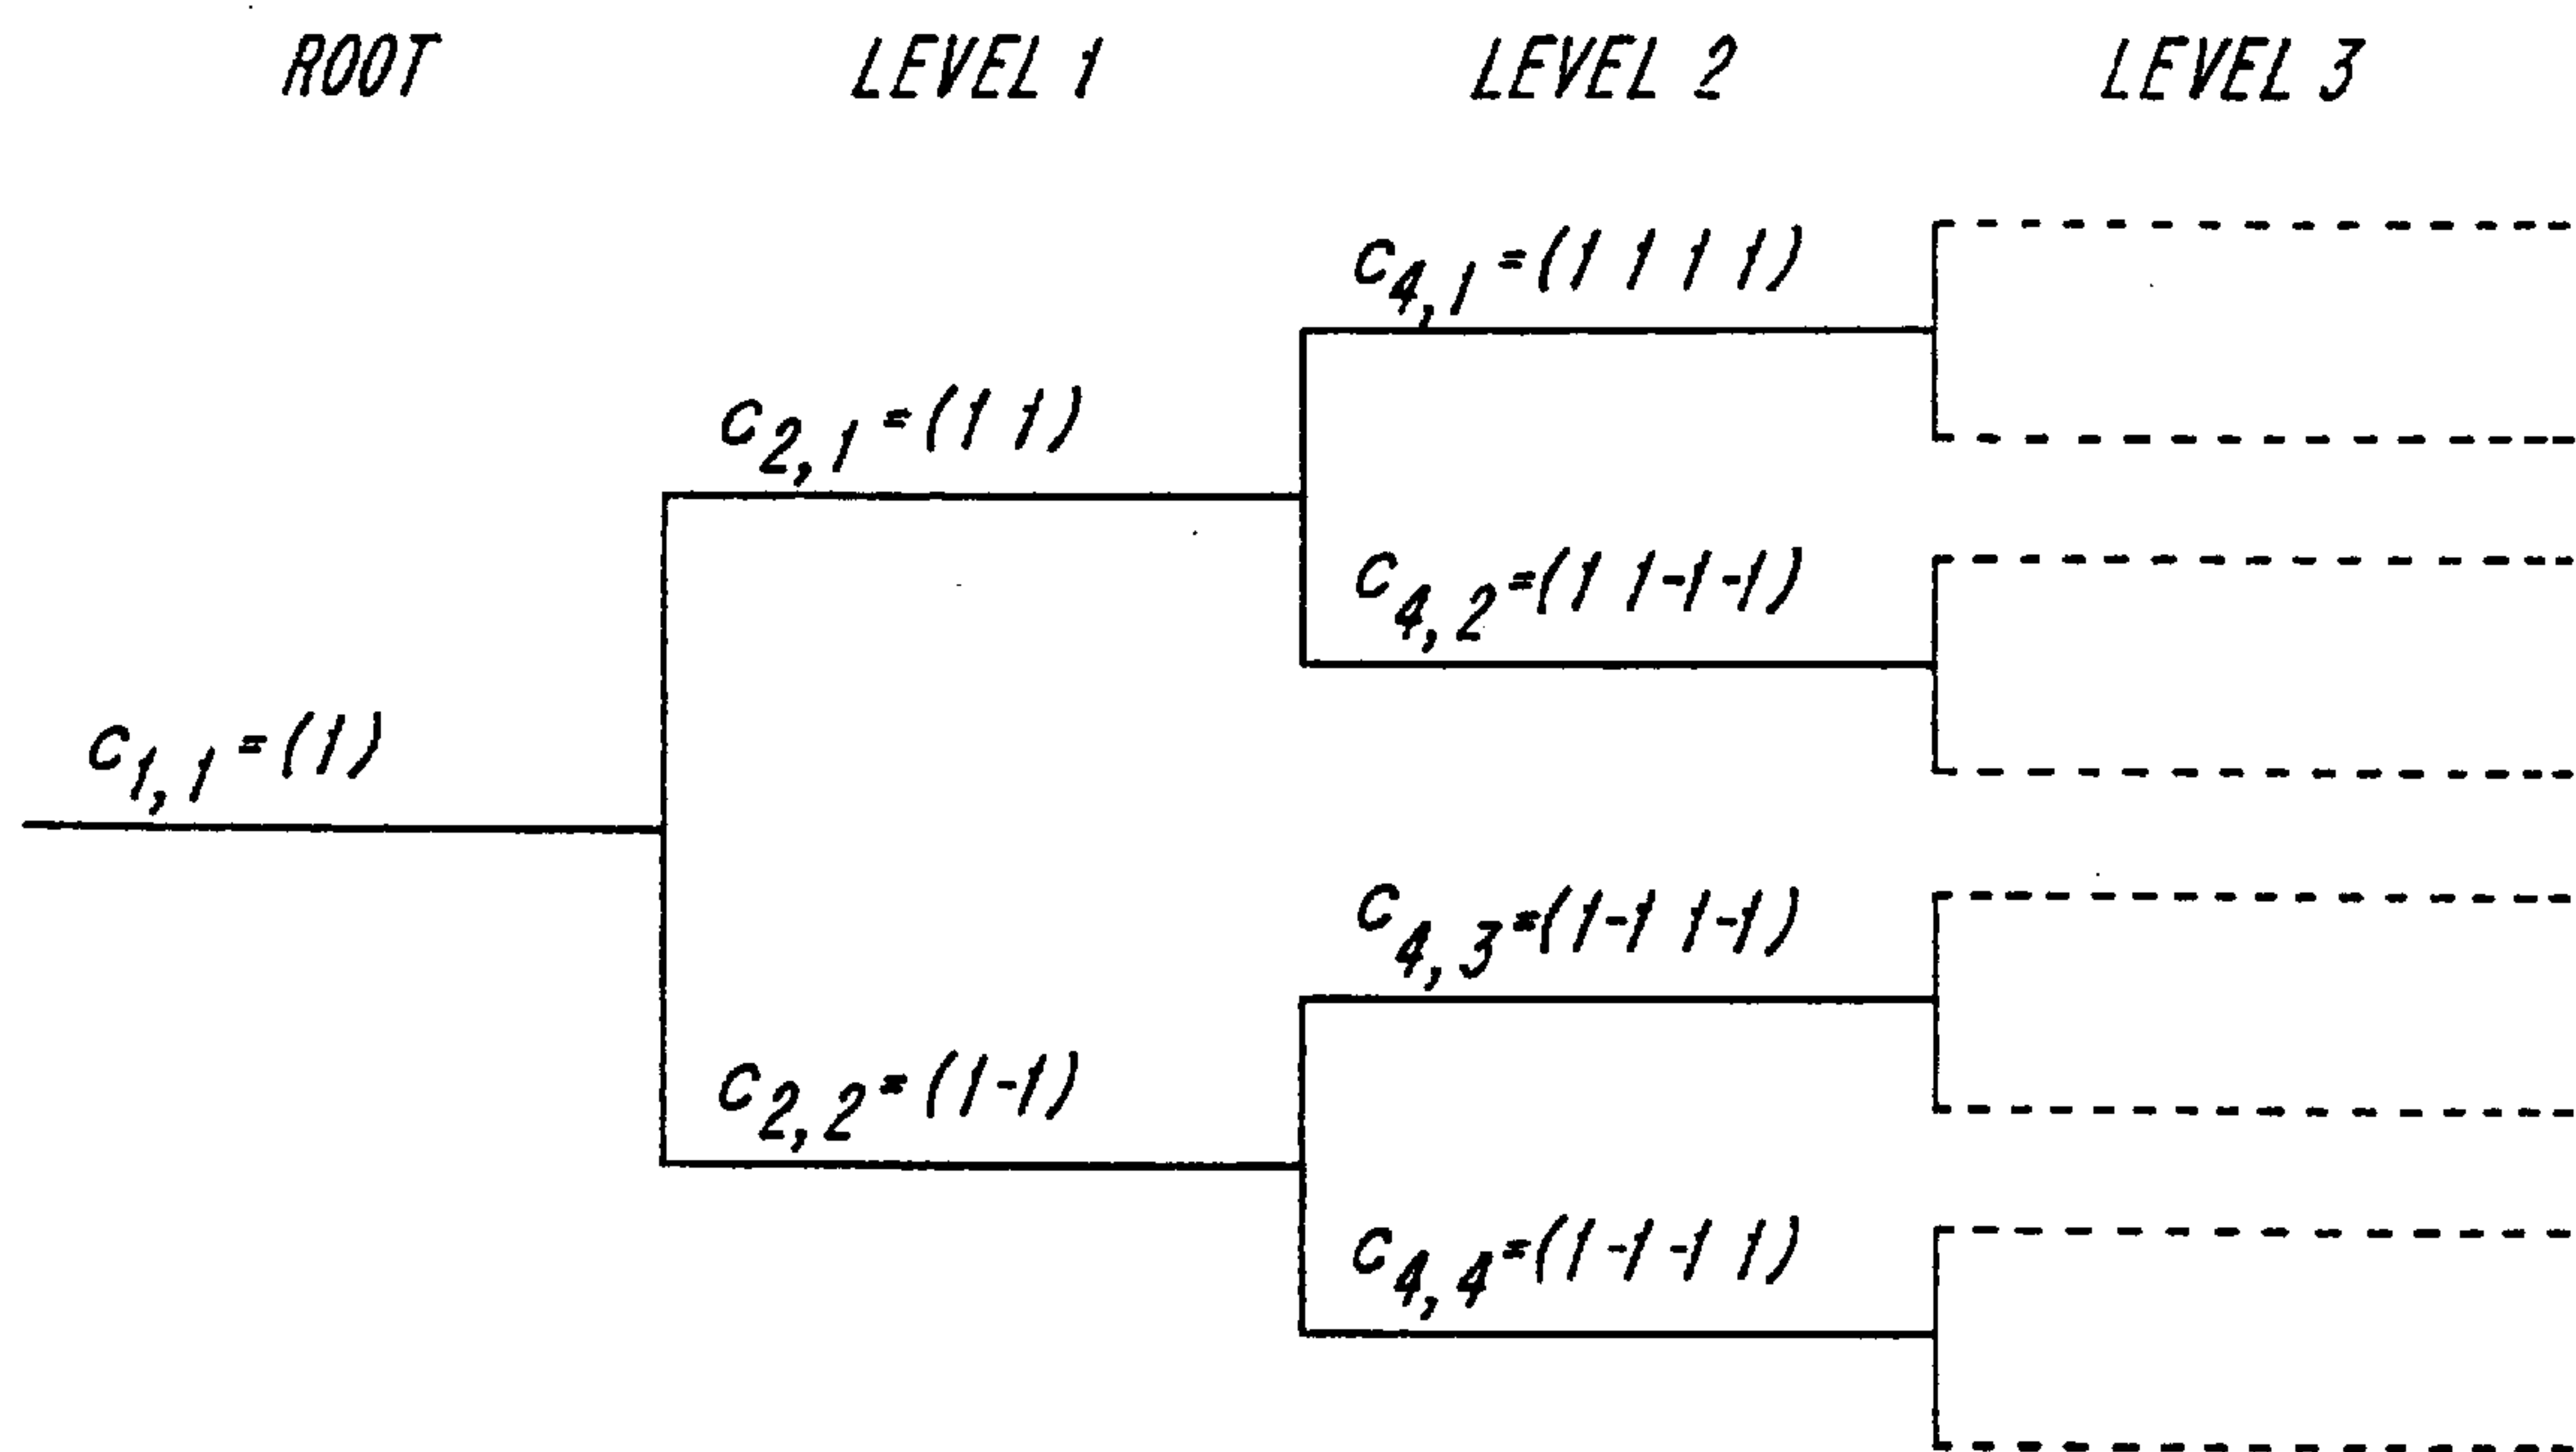 ROOT LEVEL 1 LEVEL 2 LEVEL 3
C4,1=(1 1 1 1)
C2,1=(1 1)
C4,2=(1 1-1-1)
C1,1=(1)
C4,3=(1-1 1-1)
C2,2=(1-1)
C4,4=(1-1-1 1)